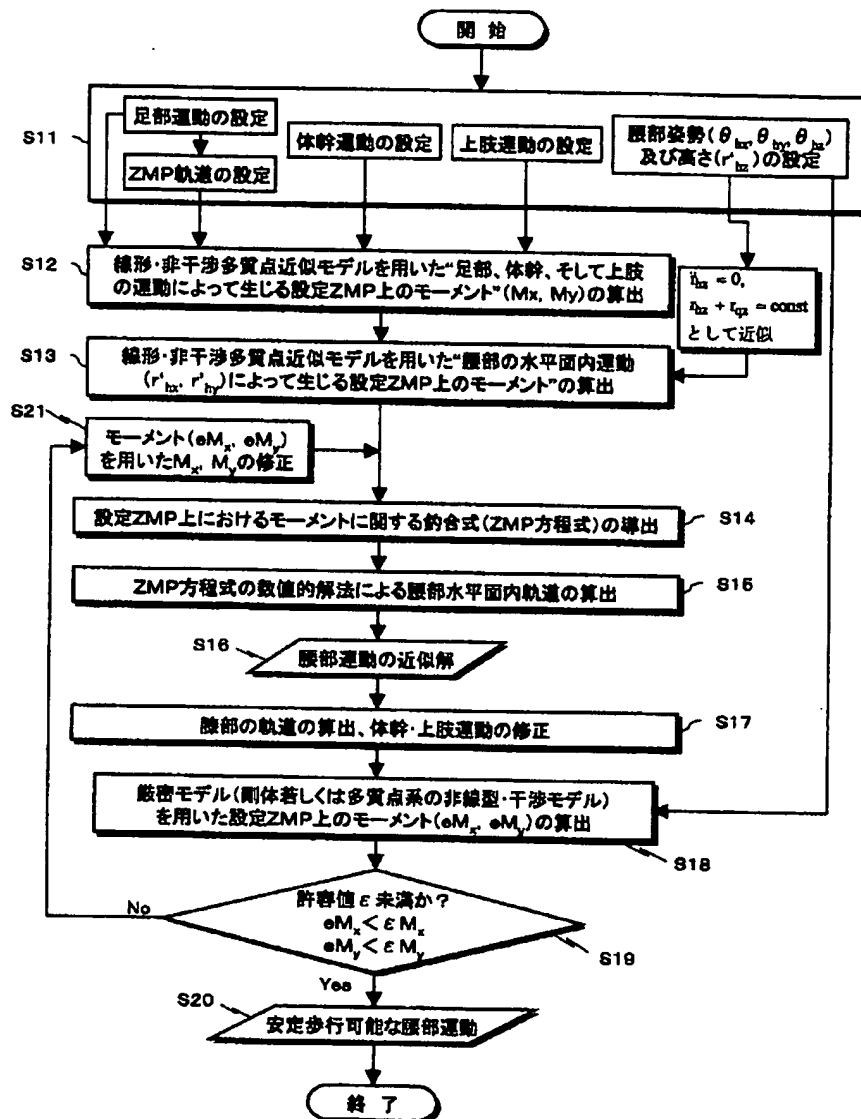 開 始
S11
足部運動の設定
ZMP軌道の設定
体幹運動の設定
上肢運動の設定
腰部姿勢(θhx, θhy, θhz)
及び高さ(r'hz)の設定
S12
線形・非干渉多質点近似モデルを用いた“足部、体幹、そして上肢
の運動によって生じる設定ZMP上のモーメント”(Mx, My)の算出
= 0,
rhz + rqz = const
として近似
S13
線形・非干渉多質点近似モデルを用いた“腰部の水平面内運動
(r'hx, r'hy)によって生じる設定ZMP上のモーメント”の算出
S21
モーメント(eMx, eMy)
を用いたMx, Myの修正
設定ZMP上におけるモーメントに関する釣合式(ZMP方程式)の導出
S14
ZMP方程式の数値的解法による腰部水平面内軌道の算出
S15
S16
腰部運動の近似解
膝部の軌道の算出、体幹・上肢運動の修正
S17
厳密モデル(剛体若しくは多質点系の非線型・干渉モデル)
を用いた設定ZMP上のモーメント(eMx, eMy)の算出
S18
No
許容値ε未満か?
eMx<εMx
eMy<εMy
S19
Yes
S20
安定歩行可能な腰部運動
終 了